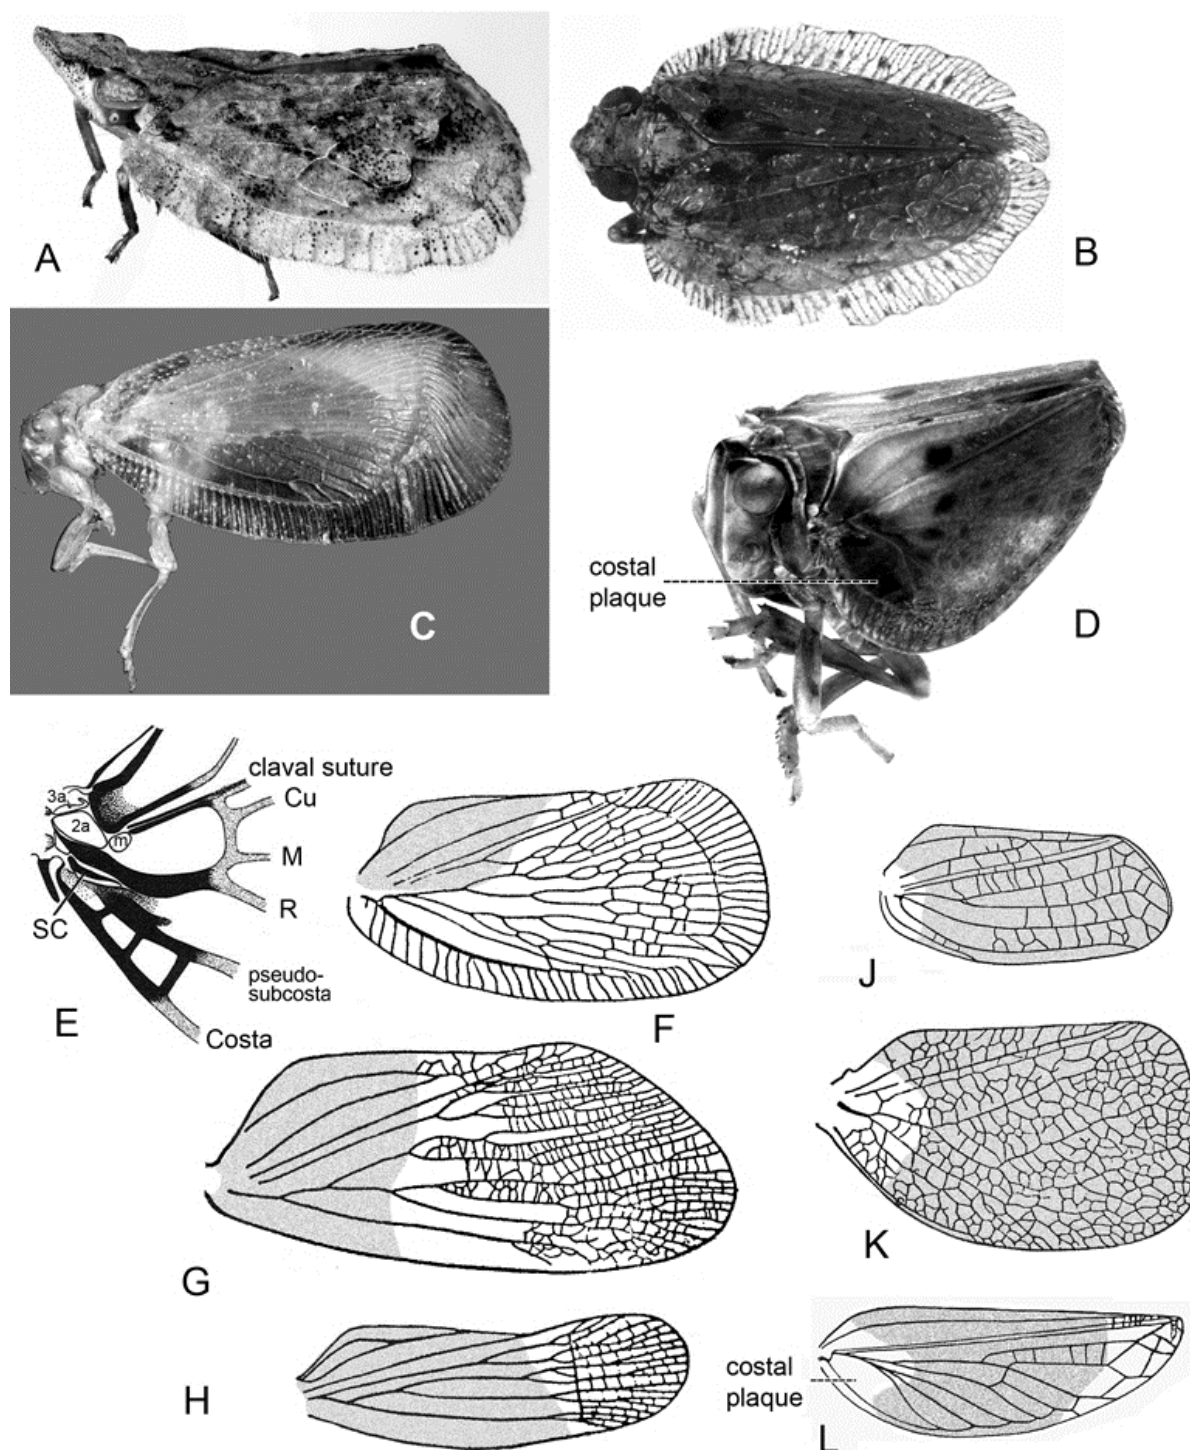 A
B
C
costal
plaque
D
claval suture
Cu
3a
2a
m
M
R
SC
pseudo-
subcosta
E
Costa
F
J
G
K
H
costal
plaque
L